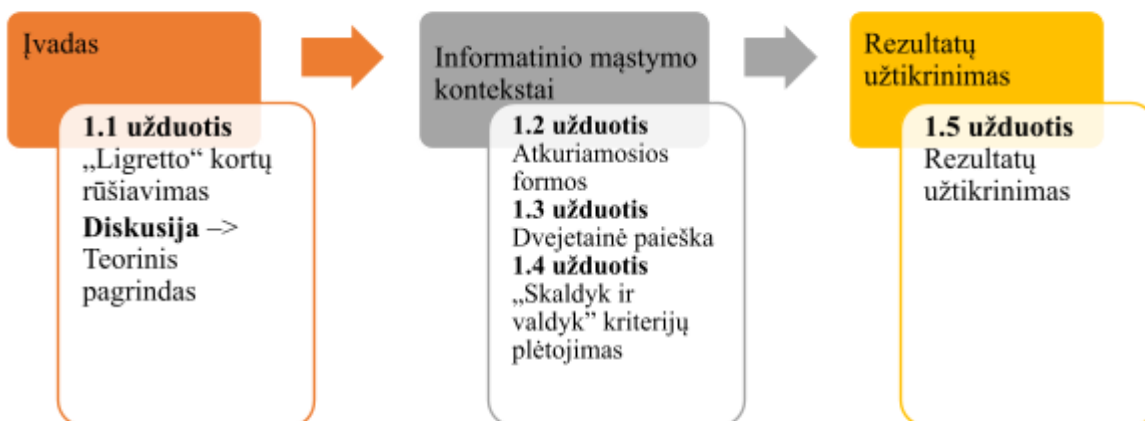 Įvadas
1.1 užduotis
„Ligretto“ kortų
rūšiavimas
Diskusija –>
Teorinis
pagrindas
Informatinio mąstymo
kontekstai
1.2 užduotis
Atkuriamosios
formos
1.3 užduotis
Dvejetainė paieška
1.4 užduotis
„Skaldyk ir
valdyk” kriterijų
plėtojimas
Rezultatų
užtikrinimas
1.5 užduotis
Rezultatų
užtikrinimas